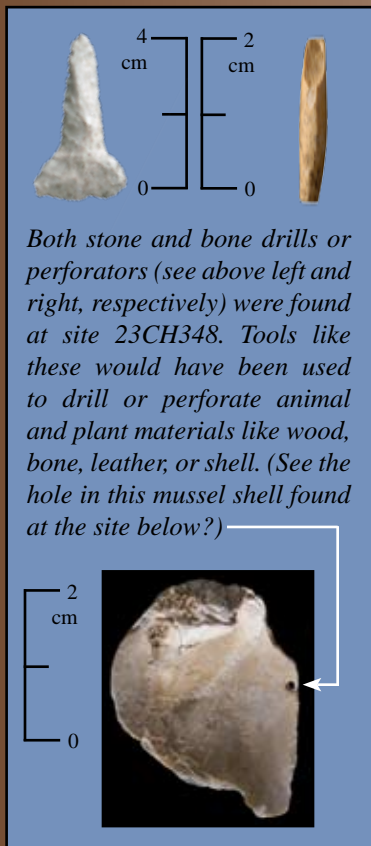 4
cm
0
2
cm
0
Both stone and bone drills or
perforators (see above left and
right, respectively) were found
at site 23CH348. Tools like
these would have been used
to drill or perforate animal
and plant materials like wood,
bone, leather, or shell. (See the
hole in this mussel shell found
at the site below?)
2
cm
0